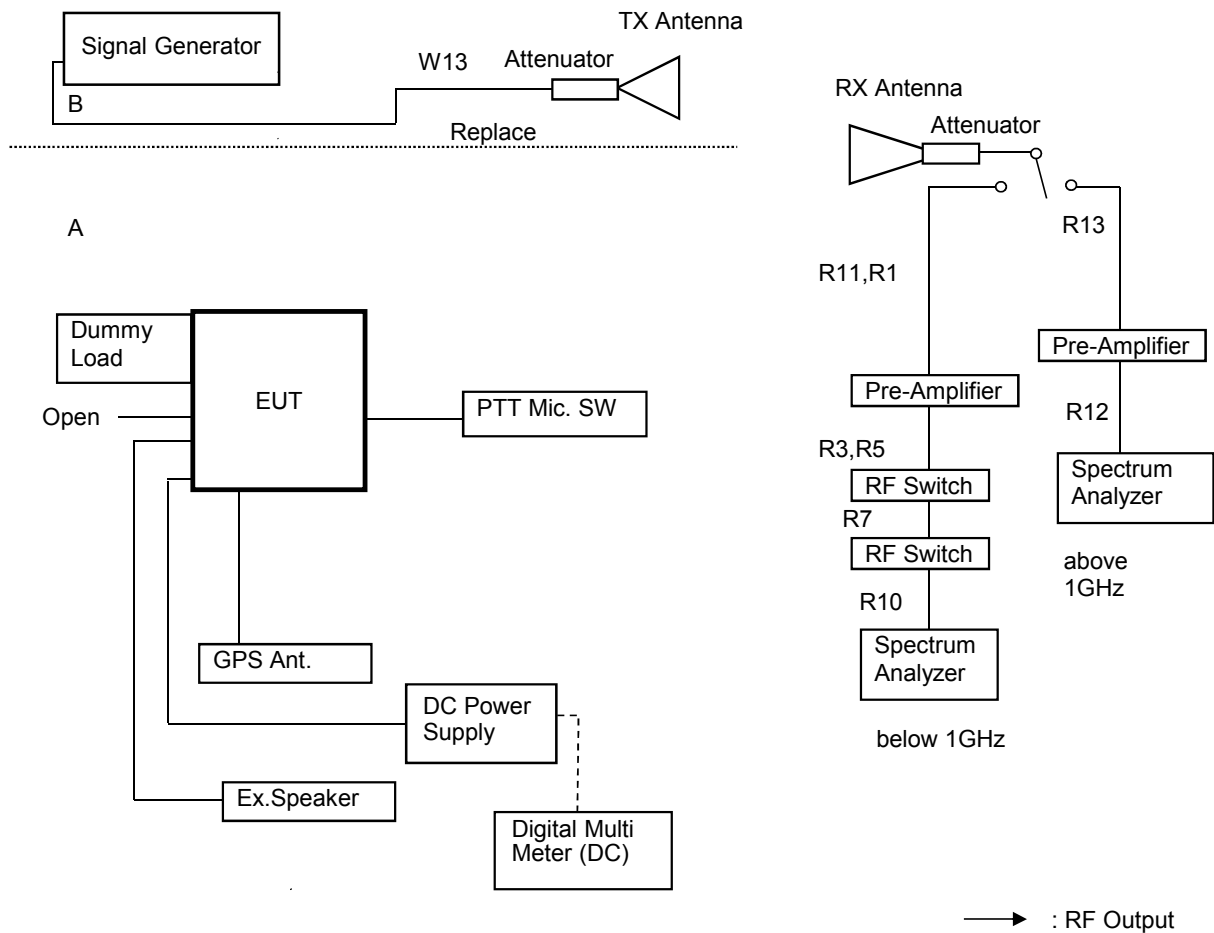 TX Antenna
Signal Generator
W13
Attenuator
B
Replace
A
Dummy
Load
Open
EUT
PTT Mic. SW
GPS Ant.
DC Power
Supply
Ex.Speaker
Digital Multi
Meter (DC)
RX Antenna
Attenuator
R11,R1
R13
Pre-Amplifier
R3,R5
RF Switch
R7
RF Switch
R10
Spectrum
Analyzer
below 1GHz
Pre-Amplifier
R12
Spectrum
Analyzer
above
1GHz
: RF Output